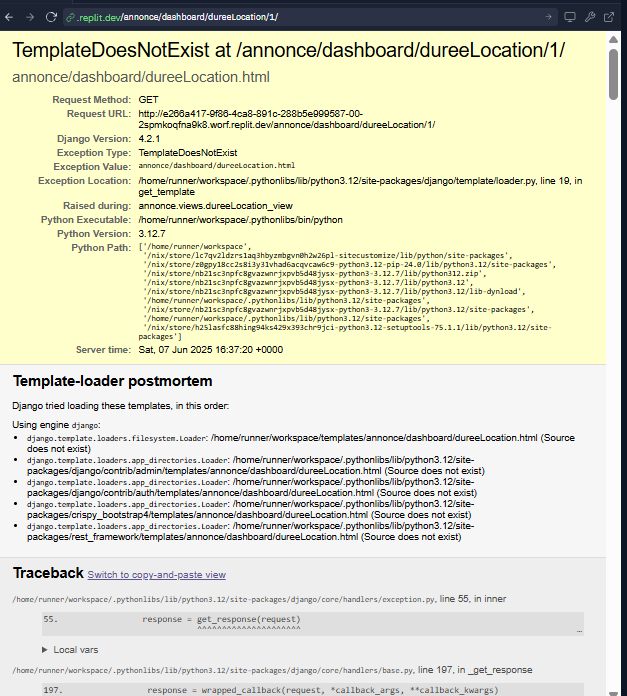 .replit.dev/annonce/dashboard/dureeLocation/1/
TemplateDoesNotExist at /annonce/dashboard/dureeLocation/1/
annonce/dashboard/dureeLocation.html
Request Method: GET
Request URL: http://e266a417-9f86-4ca8-891c-288b5e999587-00-
2spmkoqfna9k8.worf.replit.dev/annonce/dashboard/dureeLocation/1/
Django Version: 4.2.1
Exception Type: TemplateDoesNotExist
Exception Value: annonce/dashboard/dureeLocation.html
Exception Location: /home/runner/workspace/.pythonlibs/lib/python3.12/site-packages/django/template/loader.py, line 19, in
get_template
Raised during: annonce.views.dureeLocation_view
Python Executable: /home/runner/workspace/.pythonlibs/bin/python
Python Version: 3.12.7
Python Path: ['/home/runner/workspace',
'/nix/store/lc7qv2ldzrs1aq3hbyzmbgvn0h2w26pl-sitecustomize/lib/python/site-packages',
'/nix/store/z0gpy18cc2s8i3y31vhad6acqvcaw6c9-python3.12-pip-24.0/lib/python3.12/site-packages',
'/nix/store/nb21sc3npfc8gvazwnrjxpvb5d48jysx-python3-3.12.7/lib/python312.zip',
'/nix/store/nb21sc3npfc8gvazwnrjxpvb5d48jysx-python3-3.12.7/lib/python3.12',
'/nix/store/nb21sc3npfc8gvazwnrjxpvb5d48jysx-python3-3.12.7/lib/python3.12/lib-dynload',
'/home/runner/workspace/.pythonlibs/lib/python3.12/site-packages',
'/nix/store/nb21sc3npfc8gvazwnrjxpvb5d48jysx-python3-3.12.7/lib/python3.12/site-packages',
'/home/runner/workspace/.pythonlibs/lib/python3.12/site-packages',
'/nix/store/h25lasfc88hing94ks429x393chr9jci-python3.12-setuptools-75.1.1/lib/python3.12/site-
packages']
Server time: Sat, 07 Jun 2025 16:37:20 +0000
Template-loader postmortem
Django tried loading these templates, in this order:
Using engine django:
• django.template.loaders.filesystem.Loader: /home/runner/workspace/templates/annonce/dashboard/dureeLocation.html (Source
does not exist)
• django.template.loaders.app_directories.Loader: /home/runner/workspace/.pythonlibs/lib/python3.12/site-
packages/django/contrib/admin/templates/annonce/dashboard/dureeLocation.html (Source does not exist)
• django.template.loaders.app_directories.Loader: /home/runner/workspace/.pythonlibs/lib/python3.12/site-
packages/django/contrib/auth/templates/annonce/dashboard/dureeLocation.html (Source does not exist)
• django.template.loaders.app_directories.Loader: /home/runner/workspace/.pythonlibs/lib/python3.12/site-
packages/crispy_bootstrap4/templates/annonce/dashboard/dureeLocation.html (Source does not exist)
• django.template.loaders.app_directories.Loader: /home/runner/workspace/.pythonlibs/lib/python3.12/site-
packages/rest_framework/templates/annonce/dashboard/dureeLocation.html (Source does not exist)
Traceback Switch to copy-and-paste view
/home/runner/workspace/.pythonlibs/lib/python3.12/site-packages/django/core/handlers/exception.py, line 55, in inner
55. response = get_response(request)
^^^^^^^^^^^^^^^^^^^^^
…
▶ Local vars
/home/runner/workspace/.pythonlibs/lib/python3.12/site-packages/django/core/handlers/base.py, line 197, in _get_response
197. response = wrapped_callback(request, *callback_args, **callback_kwargs)